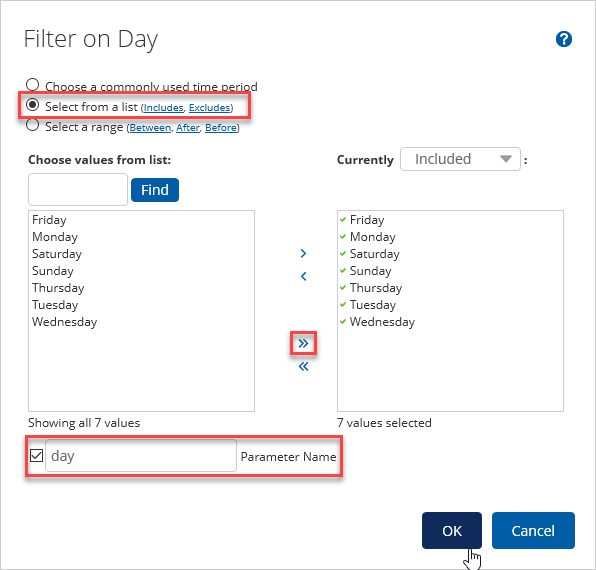 Filter on Day
?
Choose a commonly used time period
Select from a list (Includes, Excludes)
Select a range (Between, After, Before)
Choose values from list:
Currently Included :
Find
Friday
Monday
Saturday
Sunday
Thursday
Tuesday
Wednesday
Friday
Monday
Saturday
Sunday
Thursday
Tuesday
Wednesday
Showing all 7 values
7 values selected
day Parameter Name
OK Cancel